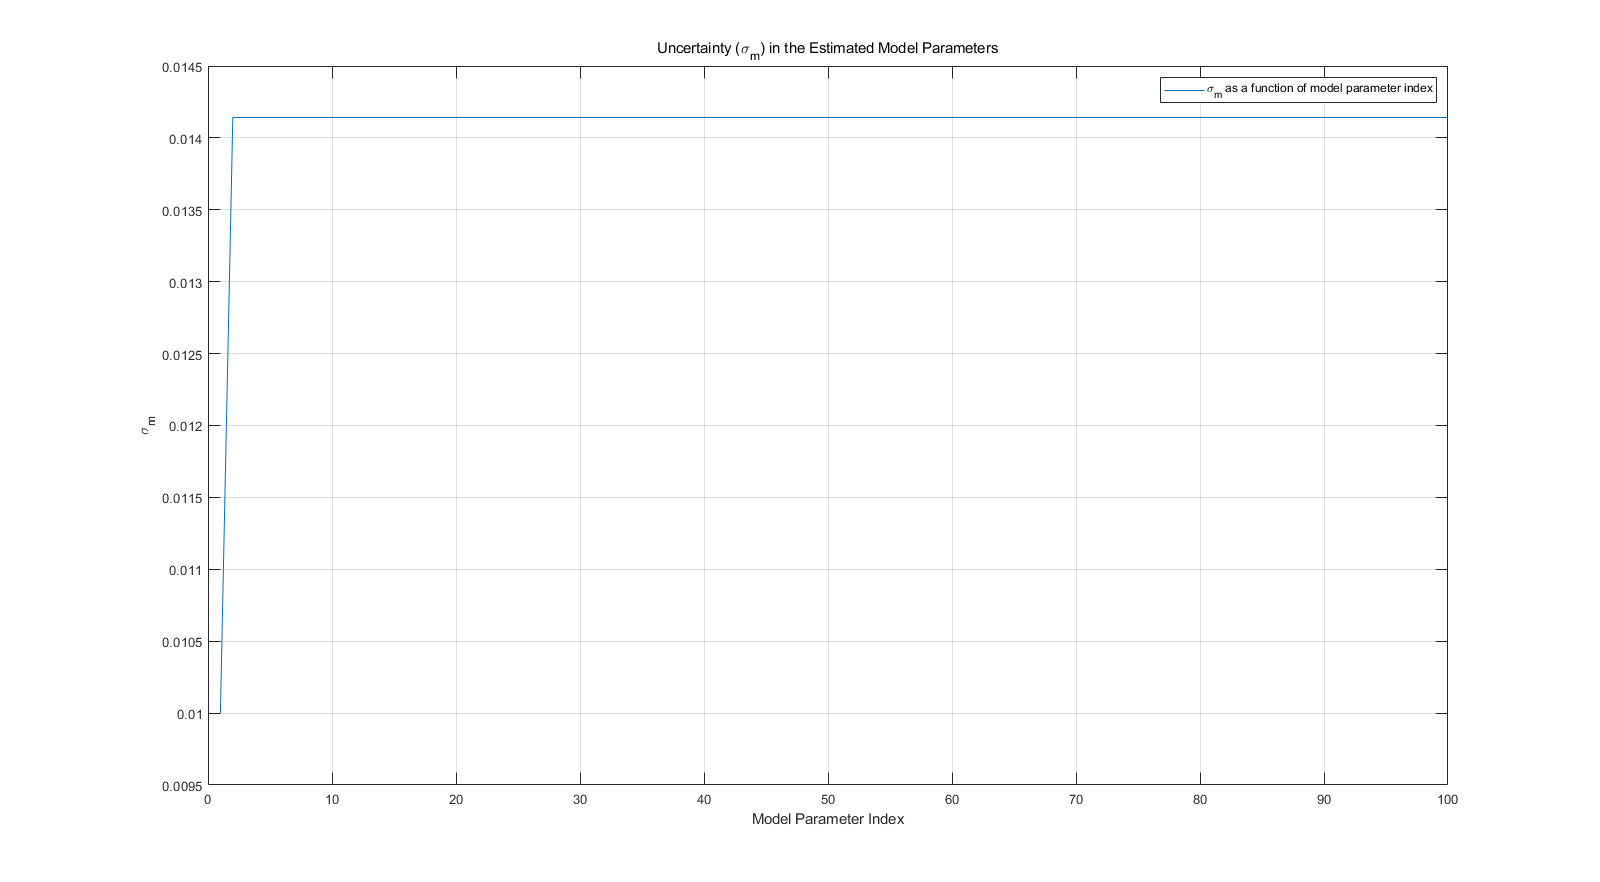 Uncertainty (σm) in the Estimated Model Parameters
σm as a function of model parameter index
0.0145
0.014
0.0135
0.013
0.0125
0.012
0.0115
0.011
0.0105
0.01
0.0095
σm
0 10 20 30 40 50 60 70 80 90 100
Model Parameter Index